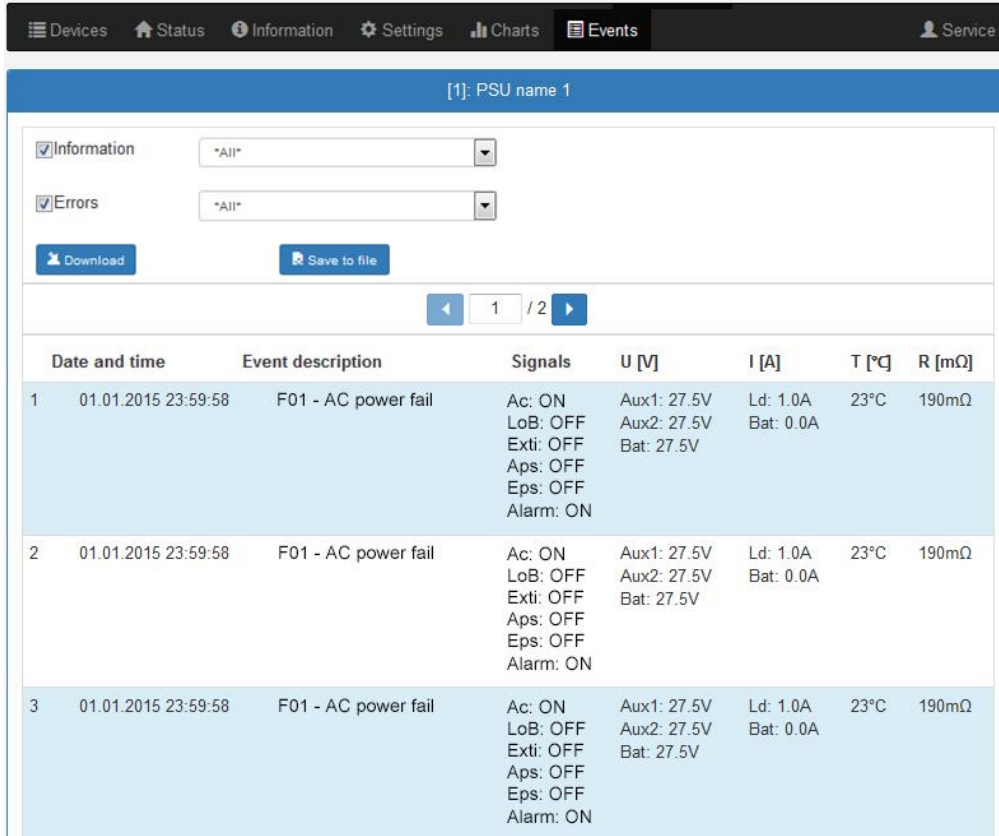 Devices Status Information Settings Charts Events Service
[1]: PSU name 1
Information *All*
Errors *All*
Download Save to file
1 / 2
Date and time Event description Signals U [V] I [A] T [°C] R [mΩ]
1 01.01.2015 23:59:58 F01 - AC power fail Ac: ON Aux1: 27.5V Ld: 1.0A 23°C 190mΩ
LoB: OFF Aux2: 27.5V Bat: 0.0A
Exti: OFF Bat: 27.5V
Aps: OFF
Eps: OFF
Alarm: ON
2 01.01.2015 23:59:58 F01 - AC power fail Ac: ON Aux1: 27.5V Ld: 1.0A 23°C 190mΩ
LoB: OFF Aux2: 27.5V Bat: 0.0A
Exti: OFF Bat: 27.5V
Aps: OFF
Eps: OFF
Alarm: ON
3 01.01.2015 23:59:58 F01 - AC power fail Ac: ON Aux1: 27.5V Ld: 1.0A 23°C 190mΩ
LoB: OFF Aux2: 27.5V Bat: 0.0A
Exti: OFF Bat: 27.5V
Aps: OFF
Eps: OFF
Alarm: ON